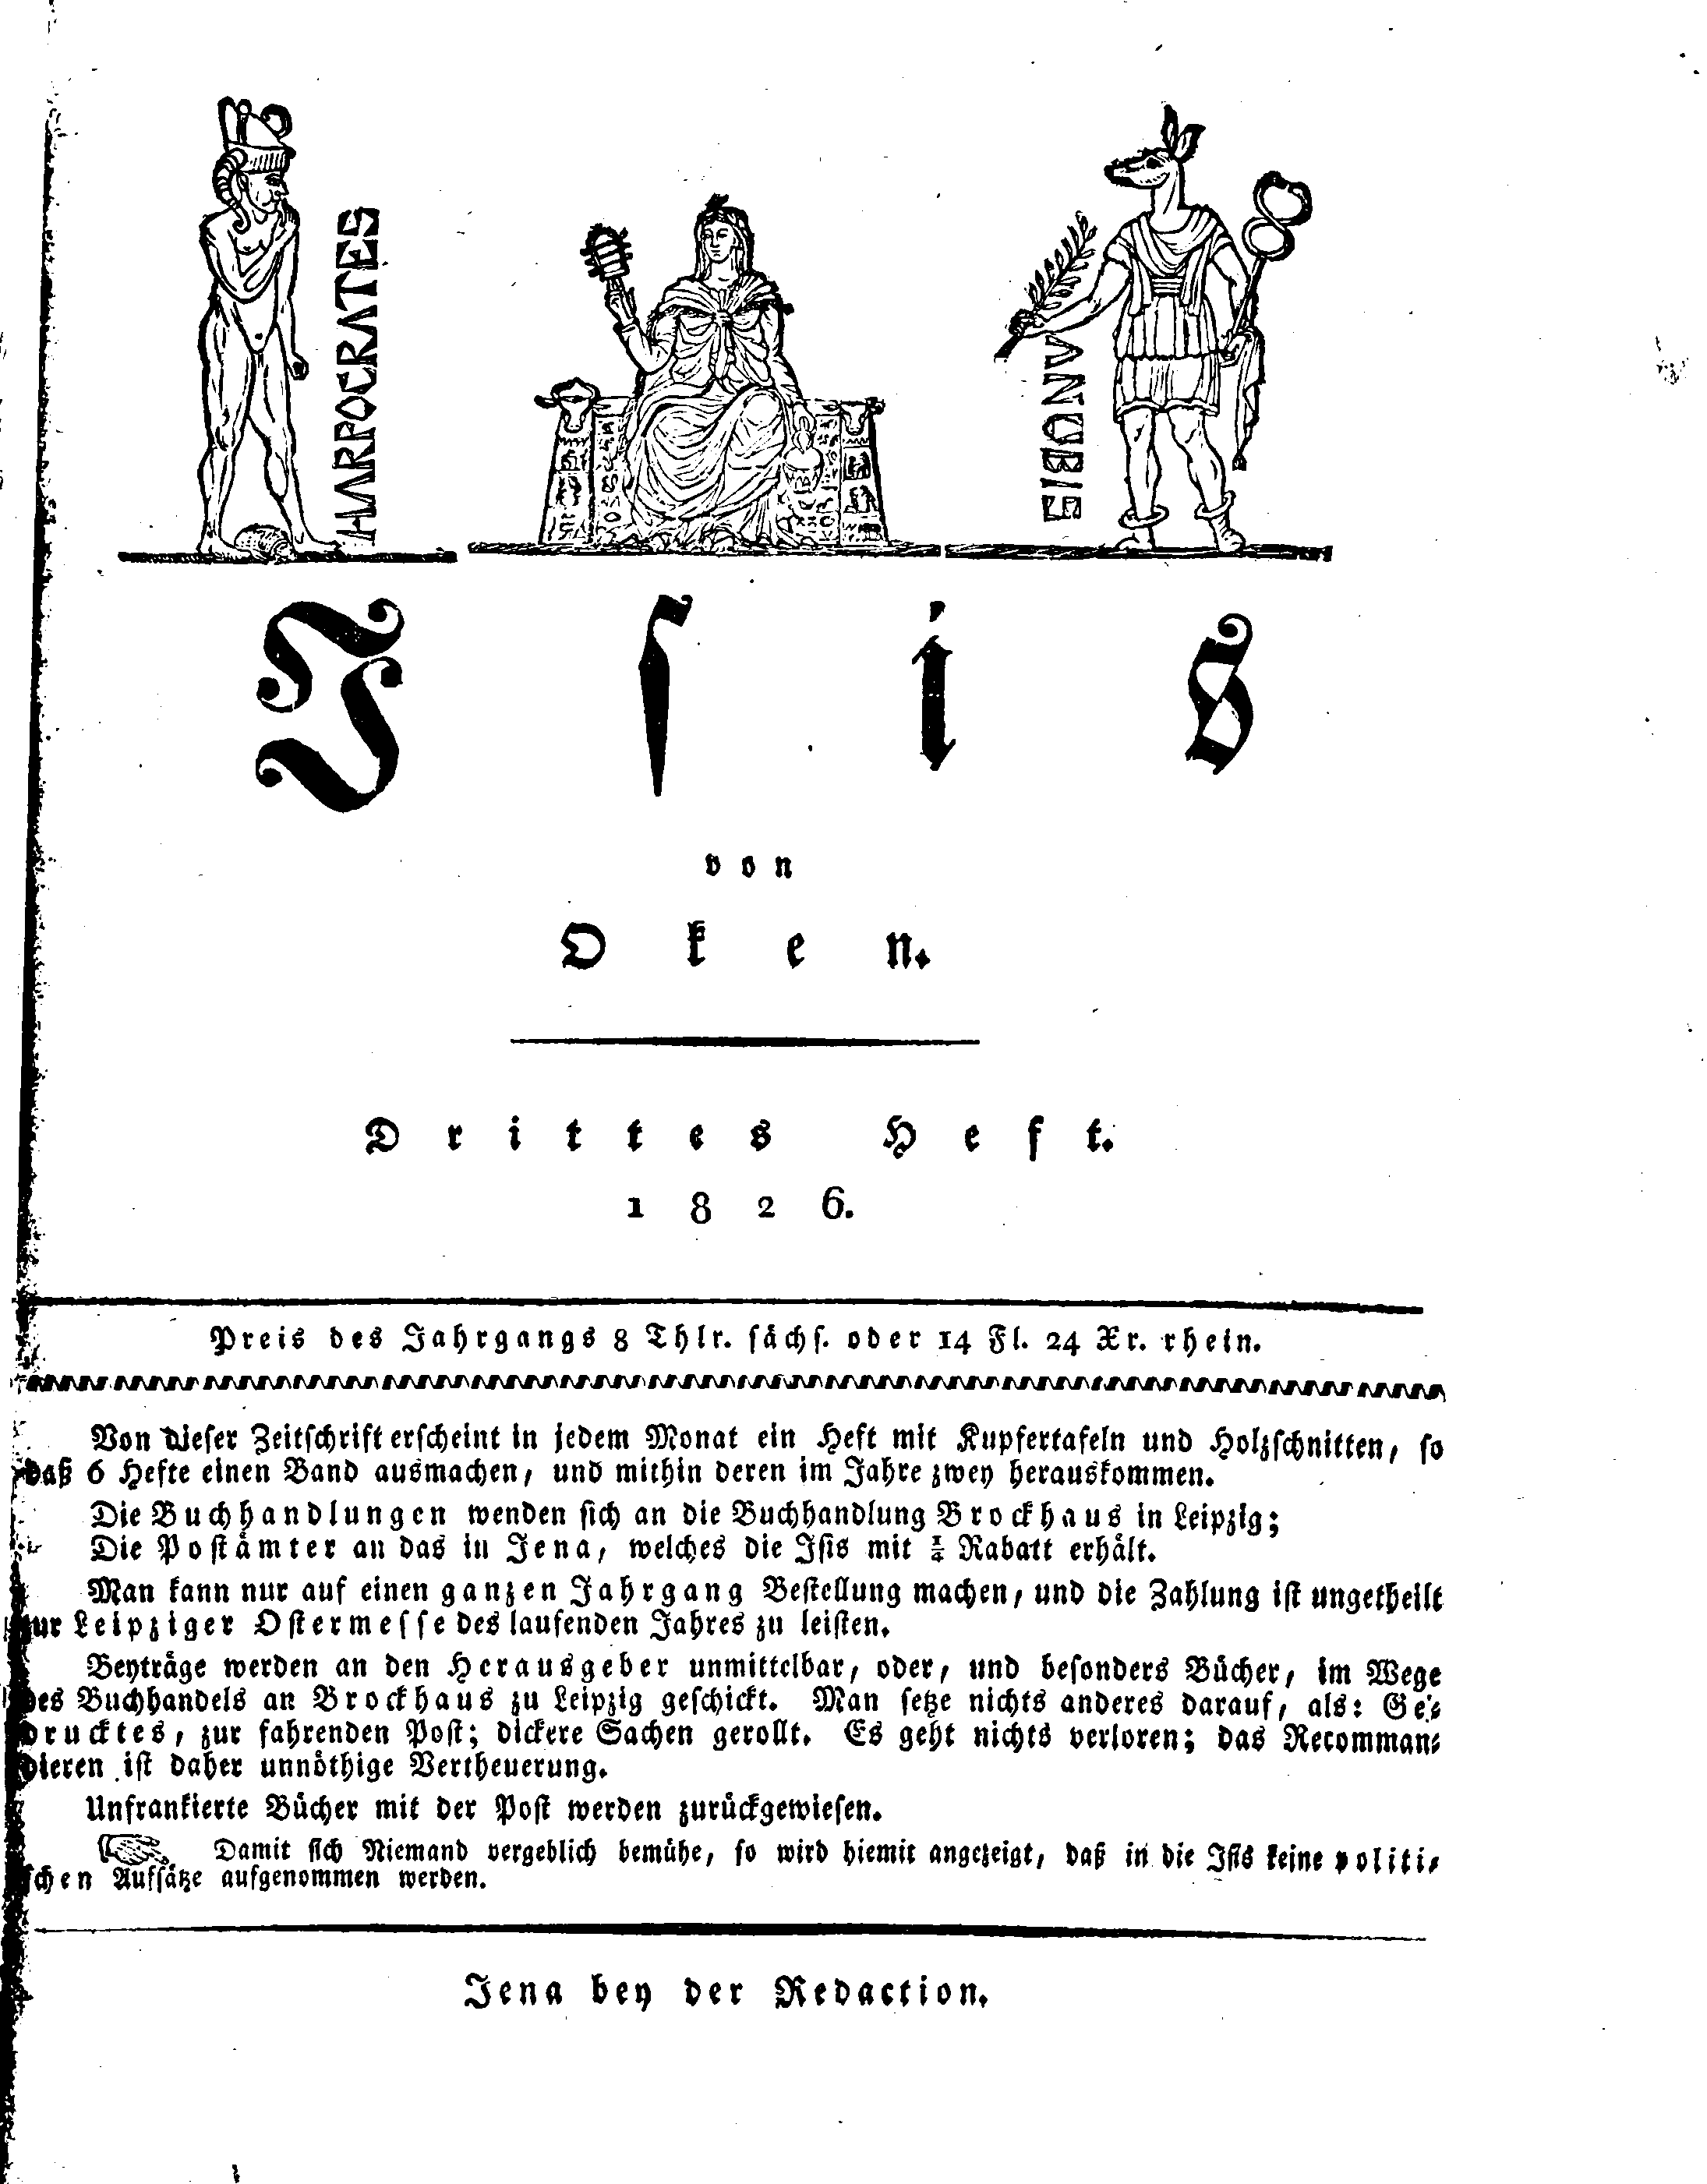 HARPOCRATES
ANUBIS
Isis
von
Oken.
Drittes Heft.
1826.
Preis des Jahrgangs 8 Thlr. sächs. oder 14 Fl. 24 Xr. rhein.
Von dieser Zeitschrift erscheint in jedem Monat ein Heft mit Kupfertafeln und Holzschnitten, so
daß 6 Hefte einen Band ausmachen, und mithin deren im Jahre zwey herauskommen.
Die Buchhandlungen wenden sich an die Buchhandlung Brockhaus in Leipzig;
Die Postämter an das in Jena, welches die Isis mit ¼ Rabatt erhält.
Man kann nur auf einen ganzen Jahrgang Bestellung machen, und die Zahlung ist ungetheilt
zur Leipziger Ostermesse des laufenden Jahres zu leisten.
Beyträge werden an den Herausgeber unmittelbar, oder, und besonders Bücher, im Wege
des Buchhandels an Brockhaus zu Leipzig geschickt. Man setze nichts anderes darauf, als: Ge-
drucktes, zur fahrenden Post; dickere Sachen gerollt. Es geht nichts verloren; das Recomman-
dieren ist daher unnöthige Vertheuerung.
Unfrankierte Bücher mit der Post werden zurückgewiesen.
Damit sich Niemand vergeblich bemühe, so wird hiemit angezeigt, daß in die Isis keine politi-
schen Aufsätze aufgenommen werden.
Jena bey der Redaction.